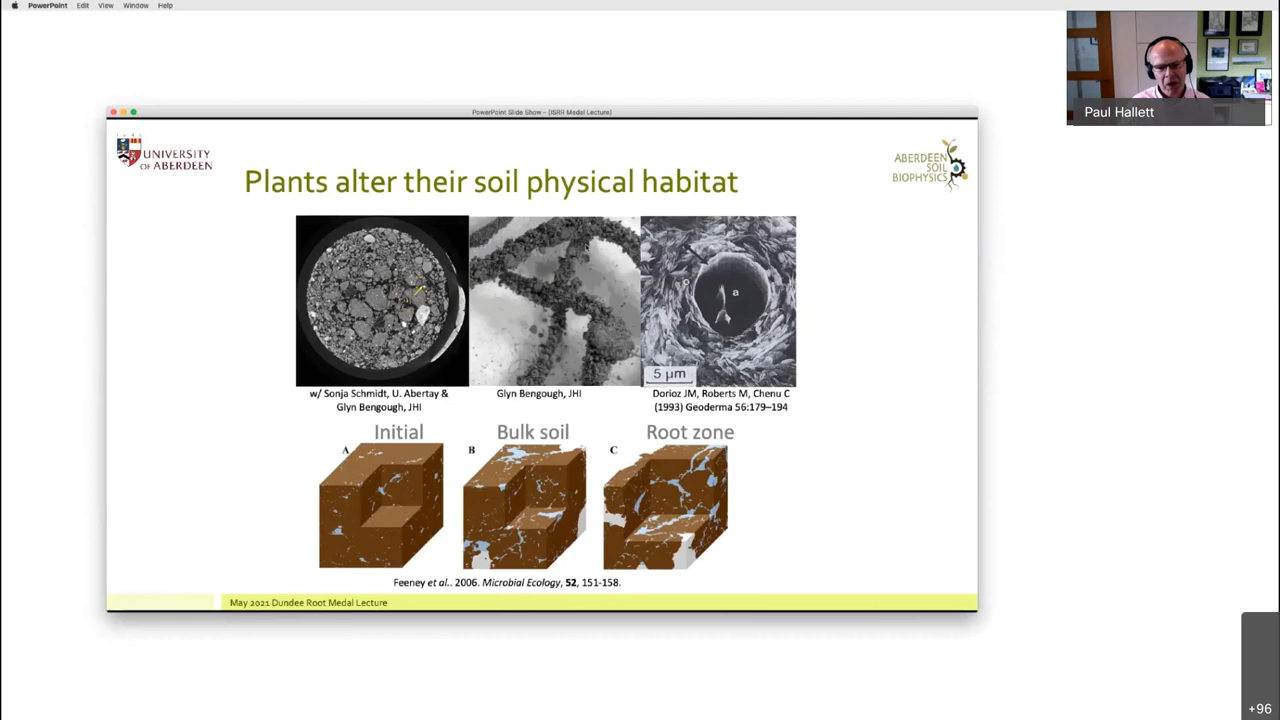 PowerPoint Edit View Window Help
Paul Hallett
PowerPoint Slide Show - [ISRR Medal Lecture]
UNIVERSITY
OF ABERDEEN
ABERDEEN
SOIL
BIOPHYSICS
Plants alter their soil physical habitat
a
5 µm
w/ Sonja Schmidt, U. Abertay &
Glyn Bengough, JHI
Glyn Bengough, JHI
Dorioz JM, Roberts M, Chenu C
(1993) Geoderma 56:179–194
Initial
Bulk soil
Root zone
A
B
C
Feeney et al.. 2006. Microbial Ecology, 52, 151-158.
May 2021 Dundee Root Medal Lecture
+96